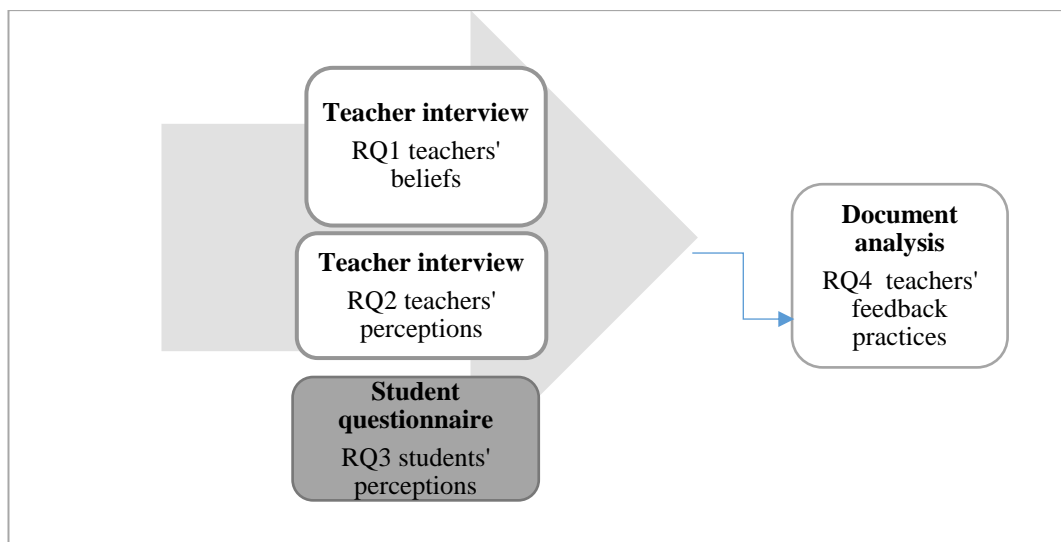 Teacher interview
RQ1 teachers'
beliefs
Teacher interview
RQ2 teachers'
perceptions
Student
questionnaire
RQ3 students'
perceptions
Document
analysis
RQ4  teachers'
feedback
practices